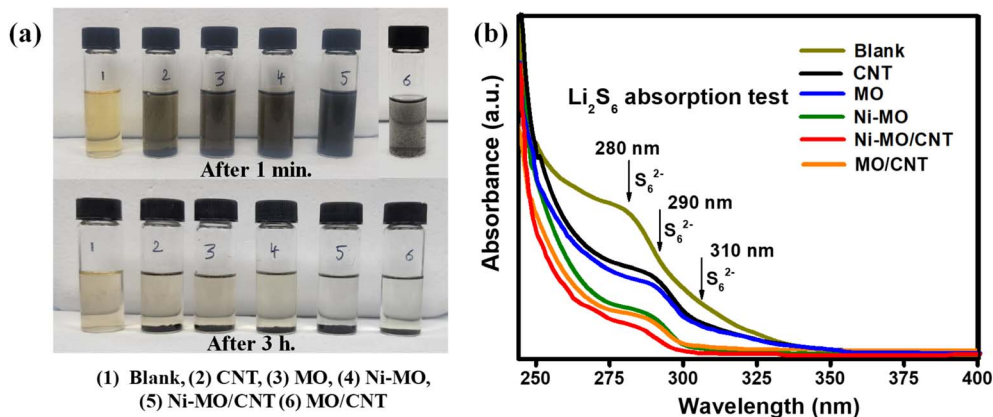 (a)
1 2 3 4 5 6
After 1 min.
1 2 3 4 5 6
After 3 h.
(1) Blank, (2) CNT, (3) MO, (4) Ni-MO,
(5) Ni-MO/CNT (6) MO/CNT
(b)
Absorbance (a.u.)
Li₂S₆ absorption test
280 nm
S₆²⁻
290 nm
S₆²⁻
310 nm
S₆²⁻
Blank
CNT
MO
Ni-MO
Ni-MO/CNT
MO/CNT
250 275 300 325 350 375 400
Wavelength (nm)